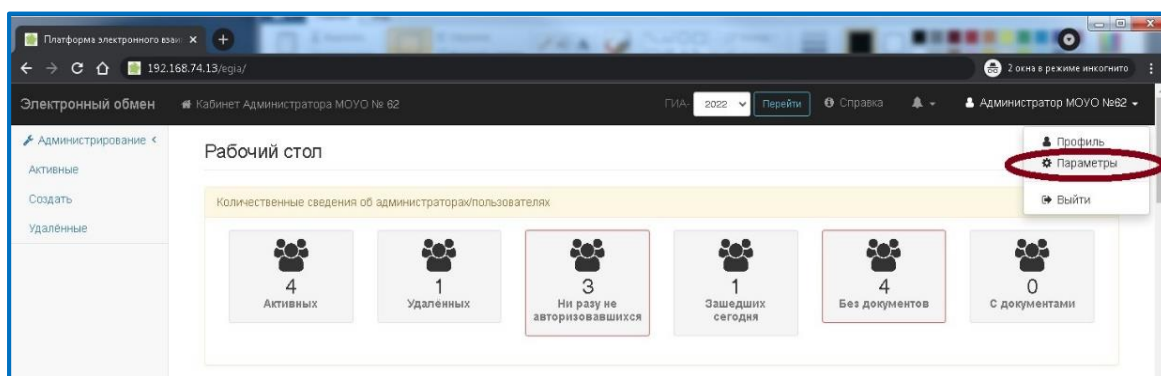 Платформа электронного взаи
192.168.74.13/egia/
2 окна в режиме инкогнито
Электронный обмен
Кабинет Администратора МОУО № 62
ГИА- 2022 Перейти
Справка
Администратор МОУО №62
Администрирование
Активные
Создать
Удалённые
Рабочий стол
Профиль
Параметры
Выйти
Количественные сведения об администраторах/пользователях
4
Активных
1
Удалённых
3
Ни разу не
авторизовавшихся
1
Зашедших
сегодня
4
Без документов
0
С документами